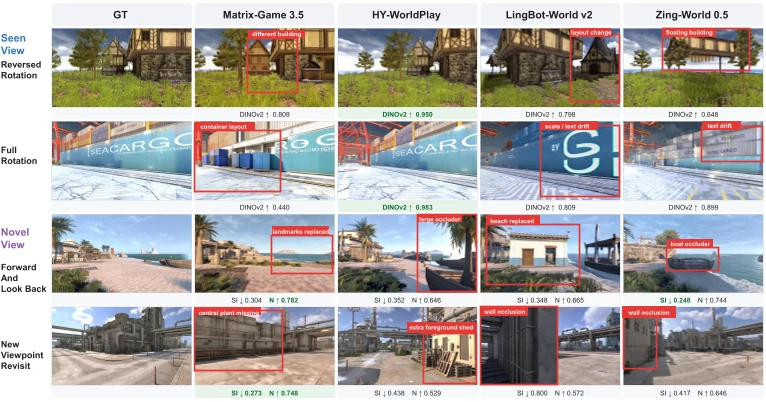 GT Matrix-Game 3.5 HY-WorldPlay LingBot-World v2 Zing-World 0.5
Seen
View
Reversed
Rotation
different building
layout change
floating building
DINOv2 ↑ 0.809 DINOv2 ↑ 0.950 DINOv2 ↑ 0.798 DINOv2 ↑ 0.648
Full
Rotation
container layout
scale / text drift
text drift
SEACARGO
SEACARGO
DINOv2 ↑ 0.440 DINOv2 ↑ 0.983 DINOv2 ↑ 0.809 DINOv2 ↑ 0.899
Novel
View
Forward
And
Look Back
landmarks replaced
large occluder
beach replaced
boat occluder
SI ↓ 0.304 N ↑ 0.782 SI ↓ 0.352 N ↑ 0.646 SI ↓ 0.348 N ↑ 0.665 SI ↓ 0.248 N ↑ 0.744
New
Viewpoint
Revisit
central plant missing
extra foreground shed
wall occlusion
wall occlusion
SI ↓ 0.273 N ↑ 0.748 SI ↓ 0.438 N ↑ 0.529 SI ↓ 0.800 N ↑ 0.572 SI ↓ 0.417 N ↑ 0.646